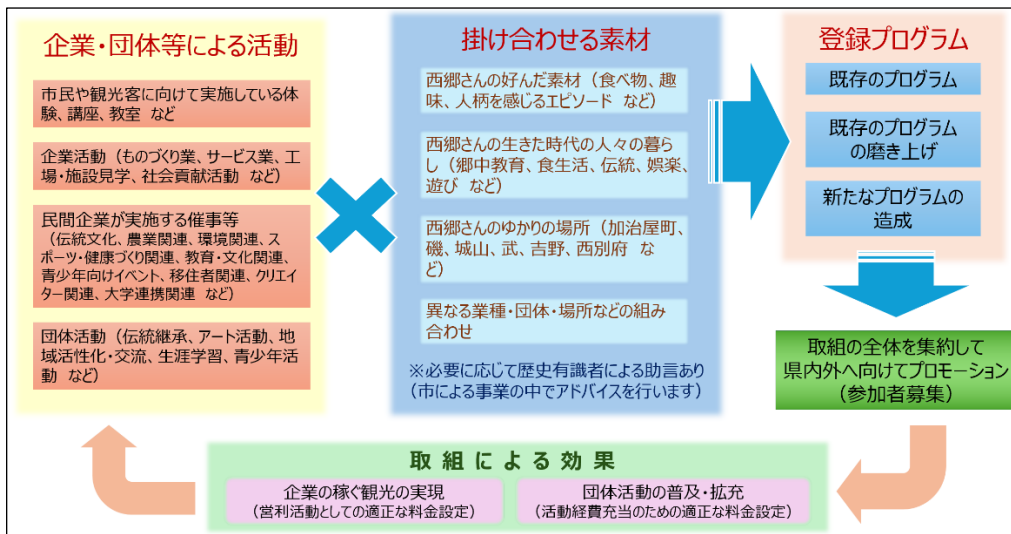 企業・団体等による活動
市民や観光客に向けて実施している体
験、講座、教室 など
企業活動（ものづくり業、サービス業、工
場・施設見学、社会貢献活動 など）
民間企業が実施する催事等
（伝統文化、農業関連、環境関連、ス
ポーツ・健康づくり関連、教育・文化関連、
青少年向けイベント、移住者関連、クリエイ
ター関連、大学連携関連 など）
団体活動（伝統継承、アート活動、地
域活性化・交流、生涯学習、青少年活
動 など）
掛け合わせる素材
西郷さんの好んだ素材（食べ物、趣
味、人柄を感じるエピソード など）
西郷さんの生きた時代の人々の暮ら
し（郷中教育、食生活、伝統、娯楽、
遊び など）
西郷さんのゆかりの場所（加治屋町、
磯、城山、武、吉野、西別府 な
ど）
異なる業種・団体・場所などの組み
合わせ
※必要に応じて歴史有識者による助言あり
（市による事業の中でアドバイスを行います）
登録プログラム
既存のプログラム
既存のプログラム
の磨き上げ
新たなプログラムの
造成
取組の全体を集約して
県内外へ向けてプロモーション
（参加者募集）
取組による効果
企業の稼ぐ観光の実現
（営利活動としての適正な料金設定）
団体活動の普及・拡充
（活動経費充当のための適正な料金設定）